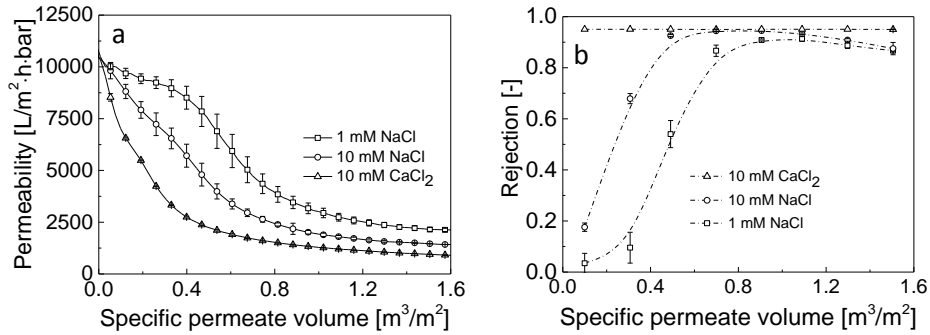 a
Permeability [L/m²·h·bar]
10000
7500
5000
2500
0
1 mM NaCl
10 mM NaCl
10 mM CaCl₂
0.0 0.4 0.8 1.2 1.6
Specific permeate volume [m³/m²]
b
Rejection [-]
1.0
0.8
0.6
0.4
0.2
0.0
10 mM CaCl₂
10 mM NaCl
1 mM NaCl
0.0 0.4 0.8 1.2 1.6
Specific permeate volume [m³/m²]